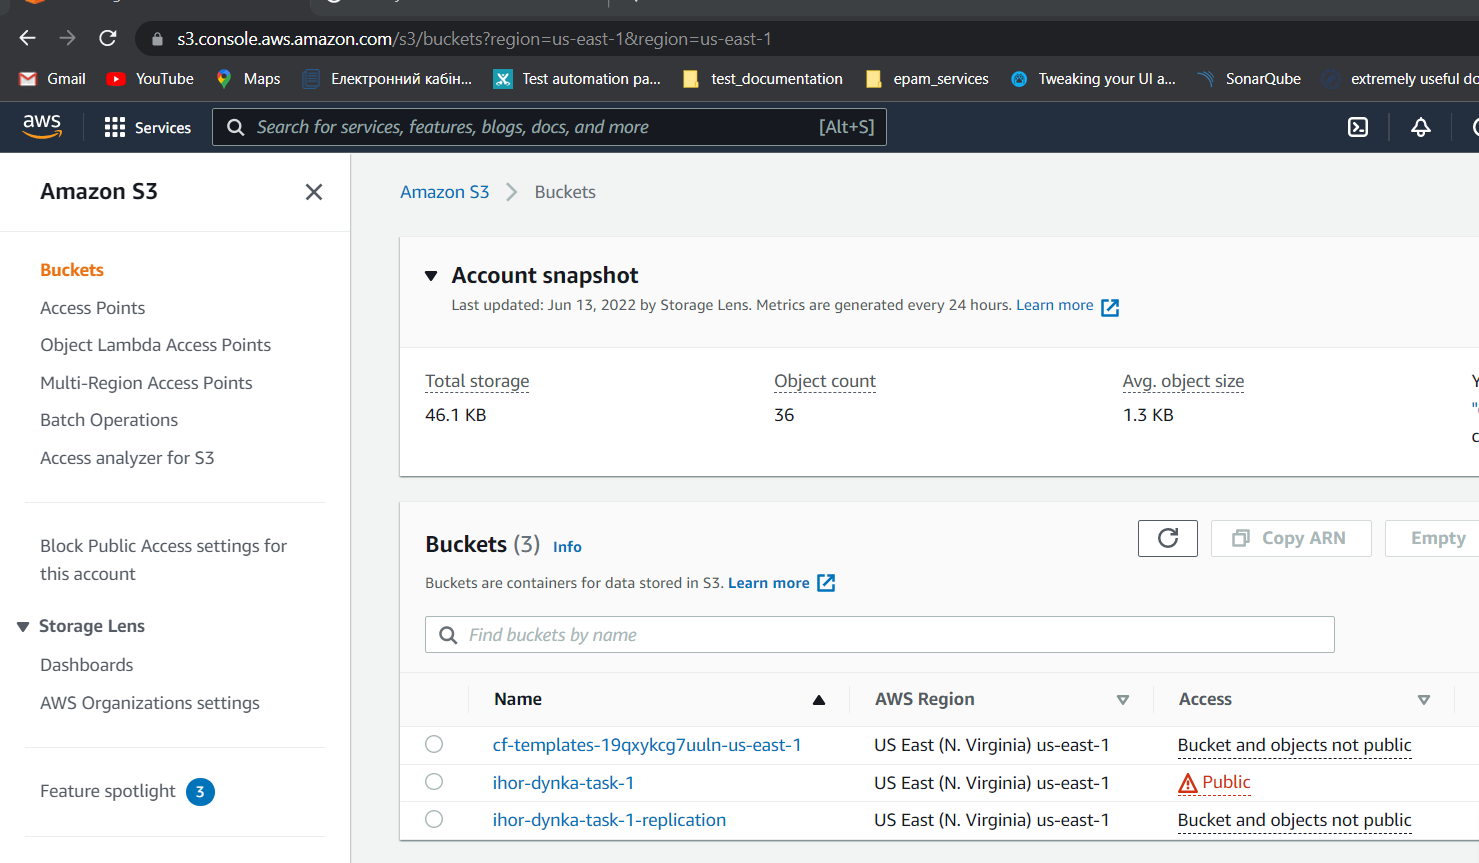 s3.console.aws.amazon.com/s3/buckets?region=us-east-1&region=us-east-1
Gmail YouTube Maps Електронний кабін... Test automation pa... test_documentation epam_services Tweaking your UI a... SonarQube extremely useful do
aws Services Search for services, features, blogs, docs, and more [Alt+S]
Amazon S3
Buckets
Access Points
Object Lambda Access Points
Multi-Region Access Points
Batch Operations
Access analyzer for S3
Block Public Access settings for
this account
Storage Lens
Dashboards
AWS Organizations settings
Feature spotlight 3
Amazon S3 Buckets
Account snapshot
Last updated: Jun 13, 2022 by Storage Lens. Metrics are generated every 24 hours. Learn more
Total storage Object count Avg. object size
46.1 KB 36 1.3 KB
Buckets (3) Info
Copy ARN Empty
Buckets are containers for data stored in S3. Learn more
Find buckets by name
Name AWS Region Access
cf-templates-19qxykcg7uuln-us-east-1 US East (N. Virginia) us-east-1 Bucket and objects not public
ihor-dynka-task-1 US East (N. Virginia) us-east-1 Public
ihor-dynka-task-1-replication US East (N. Virginia) us-east-1 Bucket and objects not public